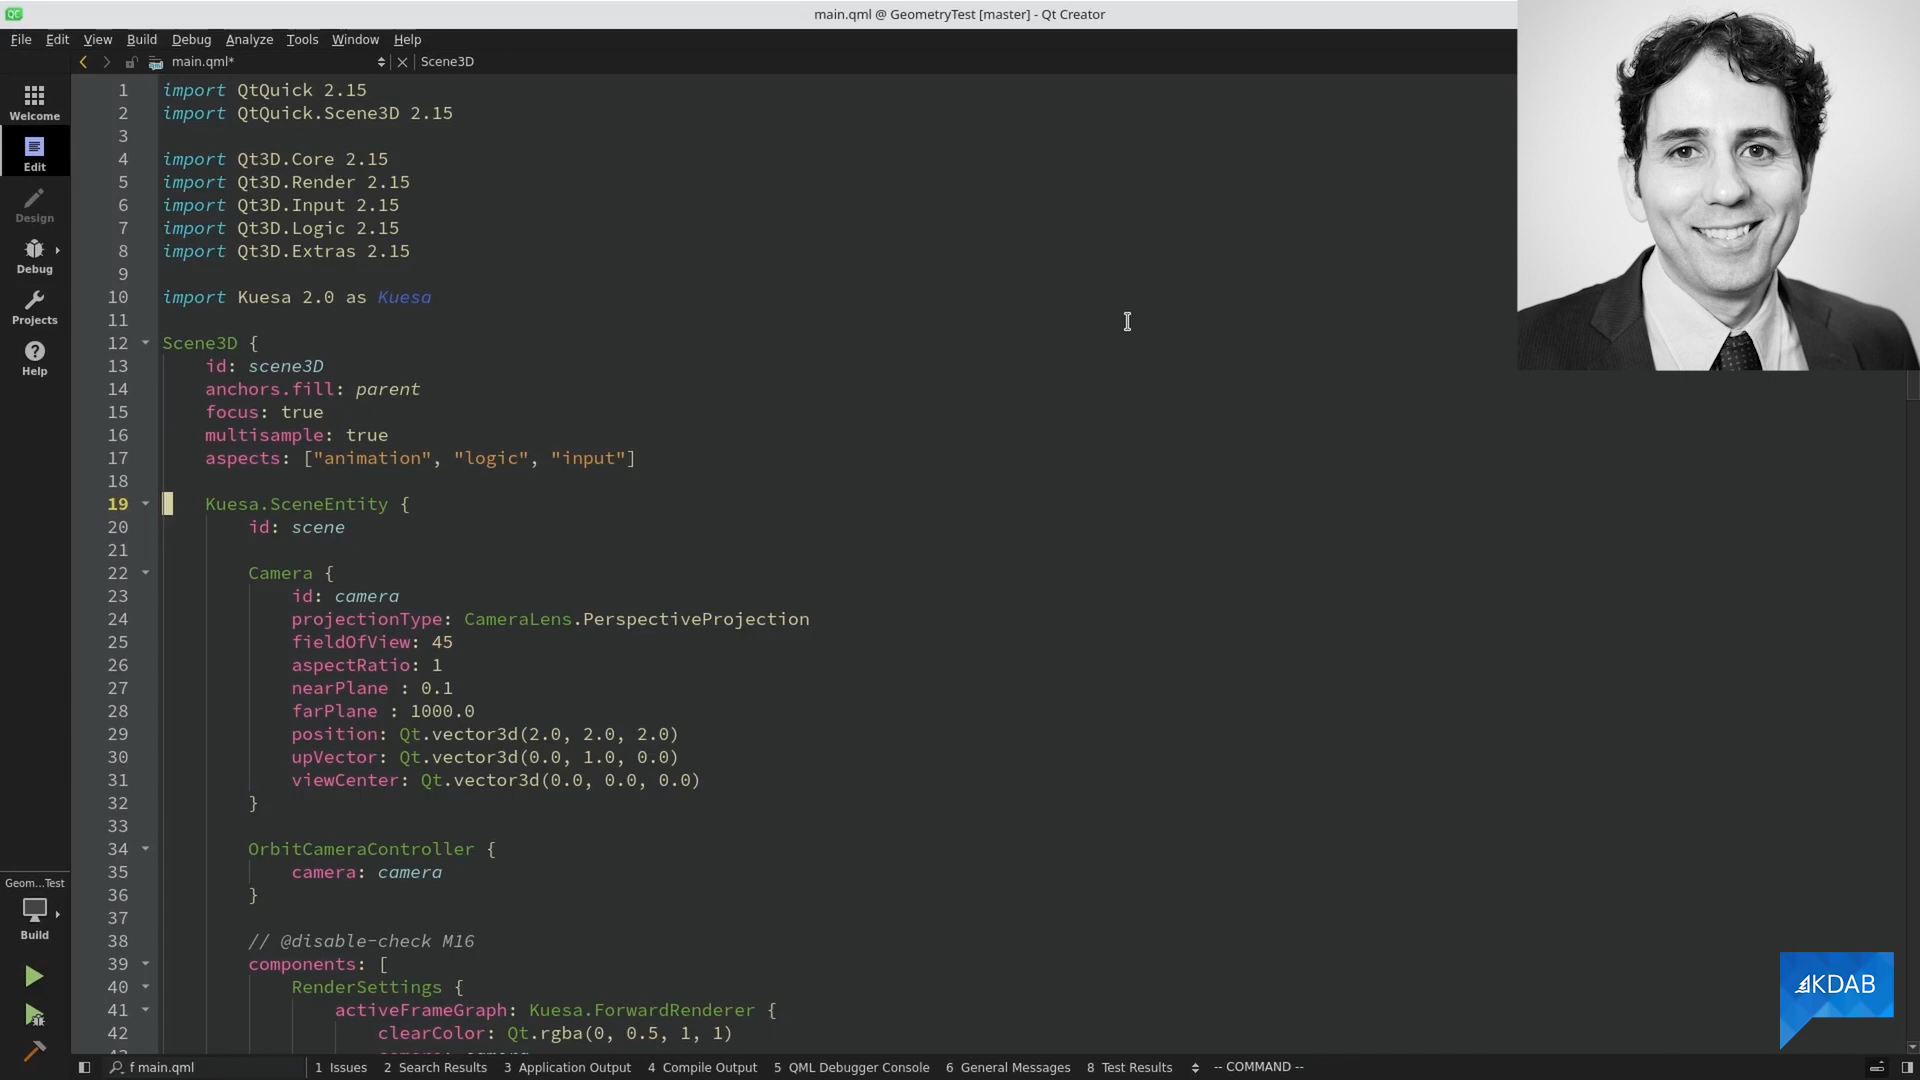 main.qml @ GeometryTest [master] - Qt Creator
File Edit View Build Debug Analyze Tools Window Help
main.qml* Scene3D
Welcome
Edit
Design
Debug
Projects
Help
Geom...Test
Build
1 import QtQuick 2.15
2 import QtQuick.Scene3D 2.15
3
4 import Qt3D.Core 2.15
5 import Qt3D.Render 2.15
6 import Qt3D.Input 2.15
7 import Qt3D.Logic 2.15
8 import Qt3D.Extras 2.15
9
10 import Kuesa 2.0 as Kuesa
11
12 Scene3D {
13 id: scene3D
14 anchors.fill: parent
15 focus: true
16 multisample: true
17 aspects: ["animation", "logic", "input"]
18
19 Kuesa.SceneEntity {
20 id: scene
21
22 Camera {
23 id: camera
24 projectionType: CameraLens.PerspectiveProjection
25 fieldOfView: 45
26 aspectRatio: 1
27 nearPlane : 0.1
28 farPlane : 1000.0
29 position: Qt.vector3d(2.0, 2.0, 2.0)
30 upVector: Qt.vector3d(0.0, 1.0, 0.0)
31 viewCenter: Qt.vector3d(0.0, 0.0, 0.0)
32 }
33
34 OrbitCameraController {
35 camera: camera
36 }
37
38 // @disable-check M16
39 components: [
40 RenderSettings {
41 activeFrameGraph: Kuesa.ForwardRenderer {
42 clearColor: Qt.rgba(0, 0.5, 1, 1)
KDAB
f main.qml 1 Issues 2 Search Results 3 Application Output 4 Compile Output 5 QML Debugger Console 6 General Messages 8 Test Results -- COMMAND --